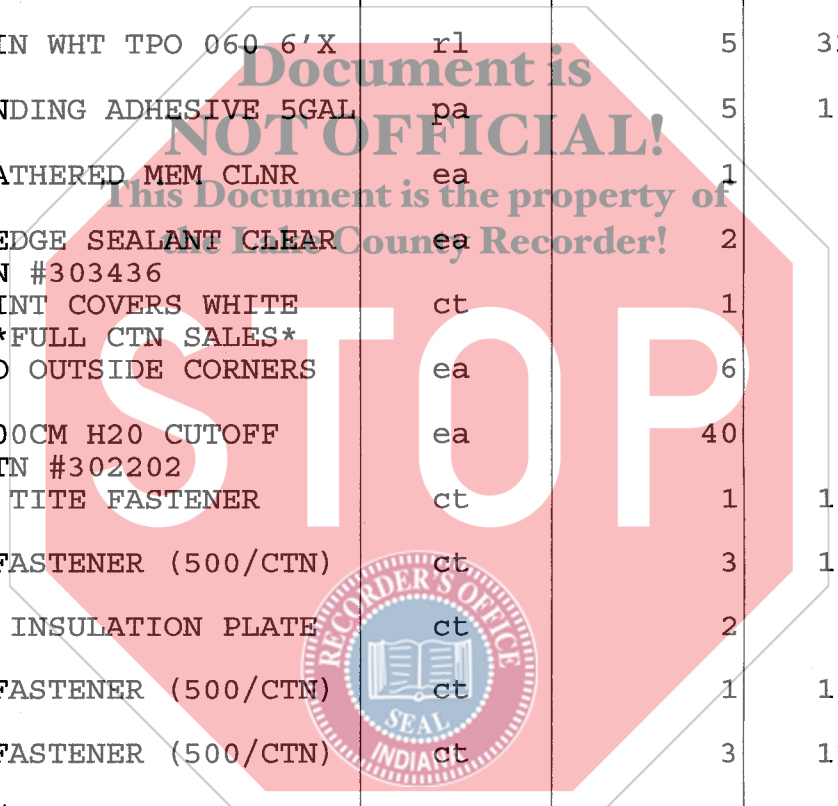 IN WHT TPO 060 6'X rl 5
Document is
NDING ADHESIVE 5GAL pa 5 1
NOT OFFICIAL!
ATHERED MEM CLNR ea 1
This Document is the property of
EDGE SEALANT CLEAR ea 2
the Lake County Recorder!
N #303436
INT COVERS WHITE ct 1
*FULL CTN SALES*
D OUTSIDE CORNERS ea 6
00CM H20 CUTOFF ea 40
TN #302202
TITE FASTENER ct 1 1
FASTENER (500/CTN) ct 3 1
INSULATION PLATE ct 2
FASTENER (500/CTN) ct 1 1
FASTENER (500/CTN) ct 3 1
STOP
RECORDER'S OFFICE
SEAL
INDIANA